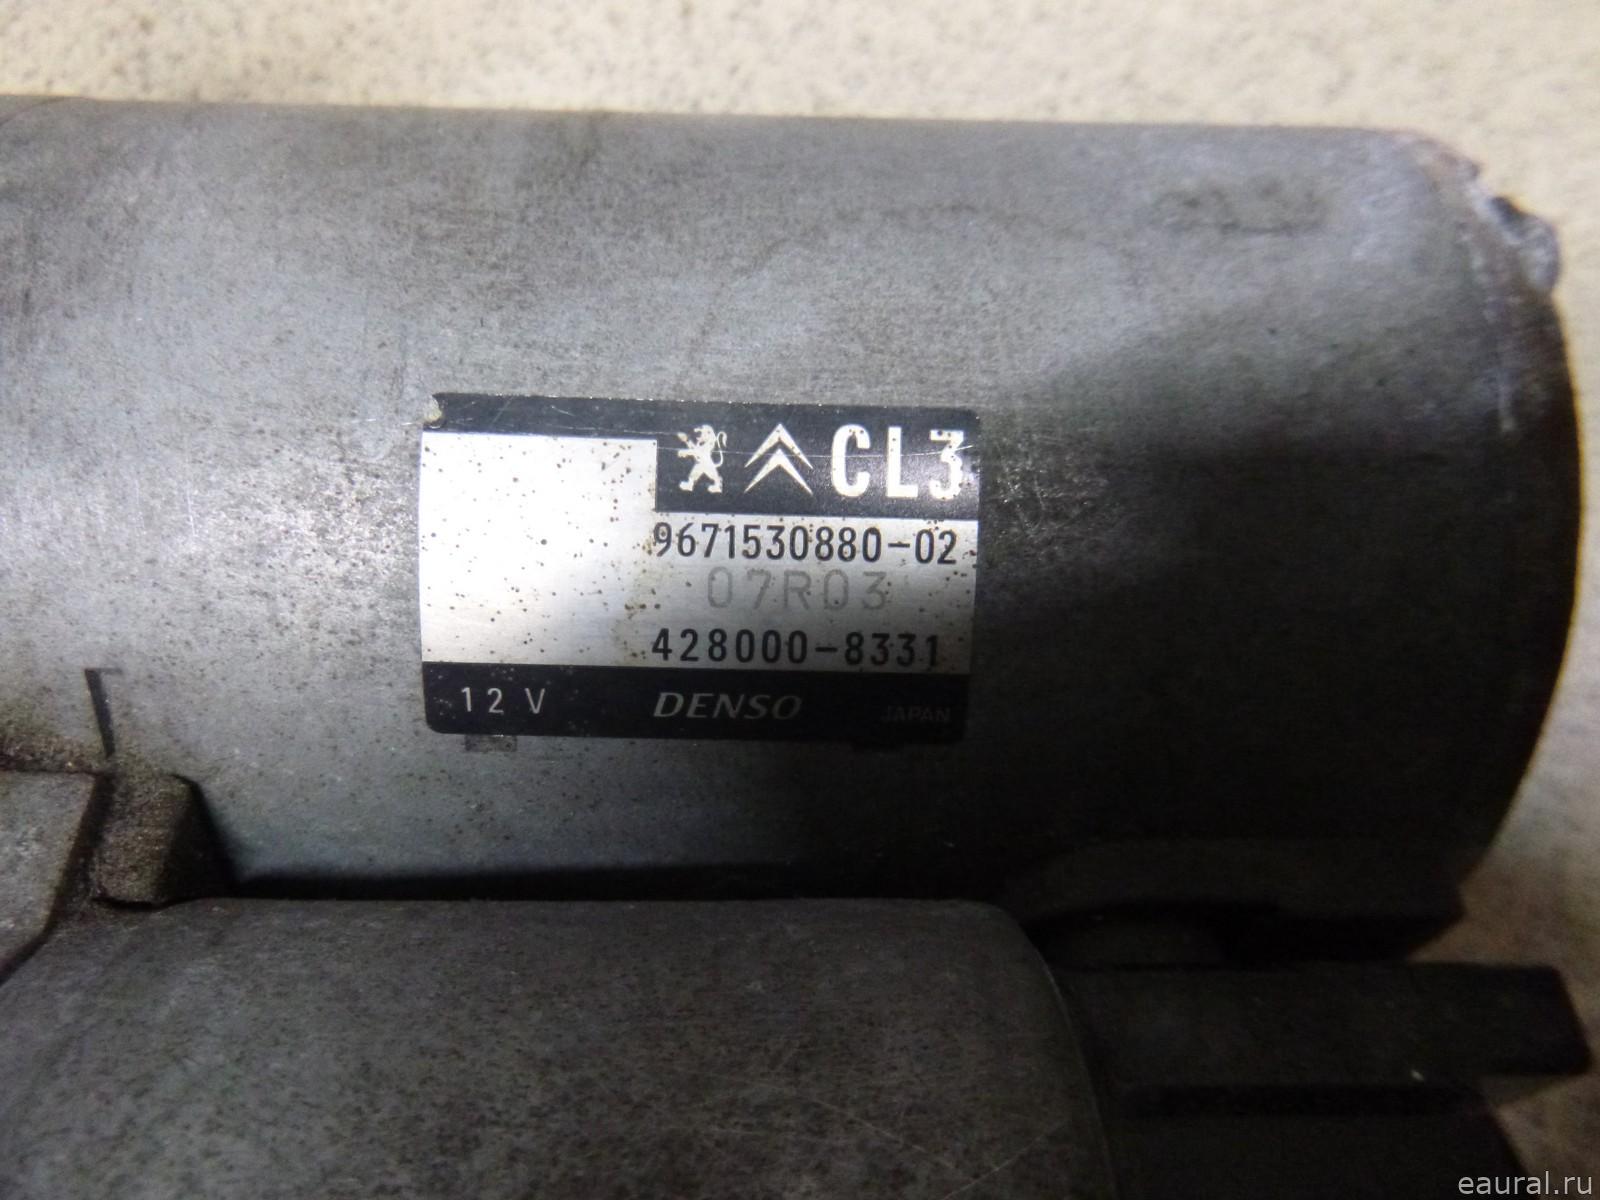 CL3
9671530880-02
07R03
428000-8331
12 V DENSO JAPAN
eaural.ru